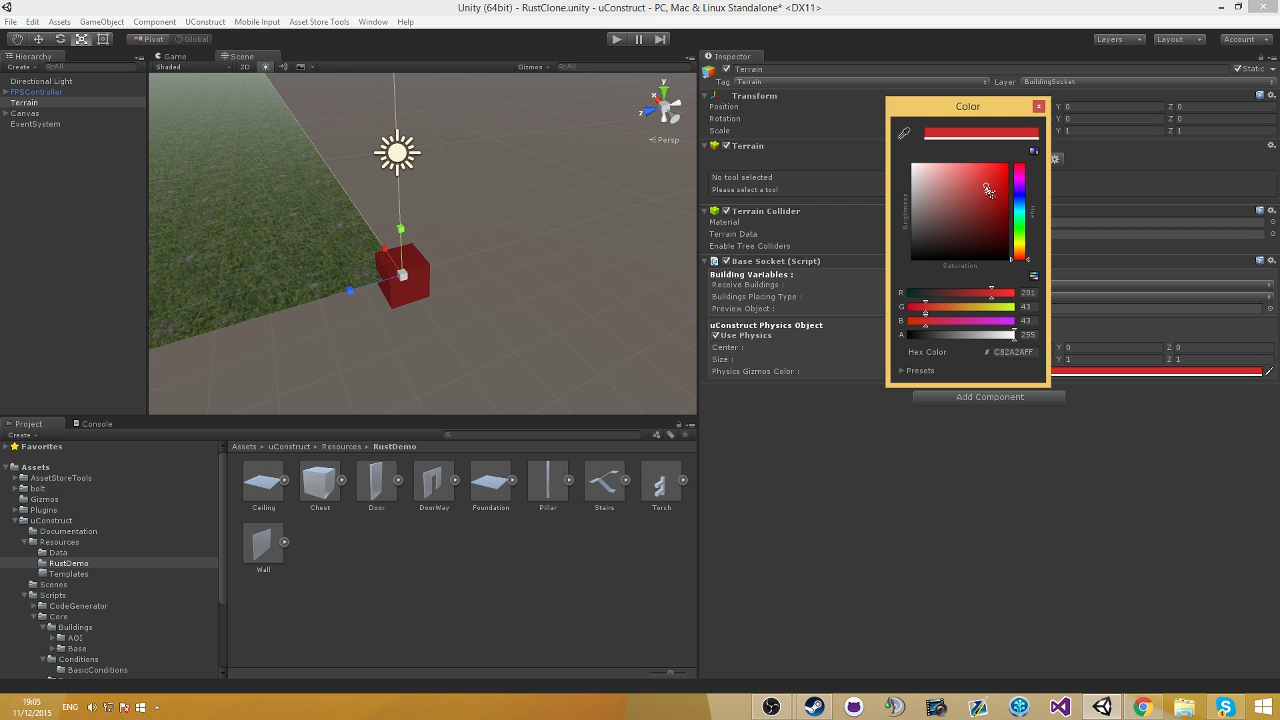 Unity (64bit) - RustClone.unity - uConstruct - PC, Mac & Linux Standalone* <DX11>
File Edit Assets GameObject Component UConstruct Mobile Input Asset Store Tools Window Help
Pivot Global Layers Layout Account
Hierarchy
Create All
Directional Light
FPSController
Terrain
Canvas
EventSystem
Game Scene
Shaded 2D Gizmos All
y
x
z
Persp
Inspector
Terrain Static
Tag Terrain Layer BuildingSocket
Transform
Position Y 0 Z 0
Rotation Y 0 Z 0
Scale Y 1 Z 1
Terrain
No tool selected
Please select a tool
Terrain Collider
Material
Terrain Data
Enable Tree Colliders
Base Socket (Script)
Building Variables :
Receive Buildings :
Buildings Placing Type :
Preview Object :
uConstruct Physics Object
Use Physics
Center : Y 0 Z 0
Size : Y 1 Z 1
Physics Gizmos Color :
Add Component
Color
Brightness
Hue
Saturation
R 201
G 43
B 43
A 255
Hex Color # C82A2AFF
Presets
Project Console
Create
Favorites
Assets
AssetStoreTools
bolt
Gizmos
Plugins
uConstruct
Documentation
Resources
Data
RustDemo
Templates
Scenes
Scripts
CodeGenerator
Core
Buildings
AOI
Base
Conditions
BasicConditions
Assets uConstruct Resources RustDemo
Ceiling Chest Door DoorWay Foundation Pillar Stairs Torch
Wall
19:05
11/12/2015
ENG